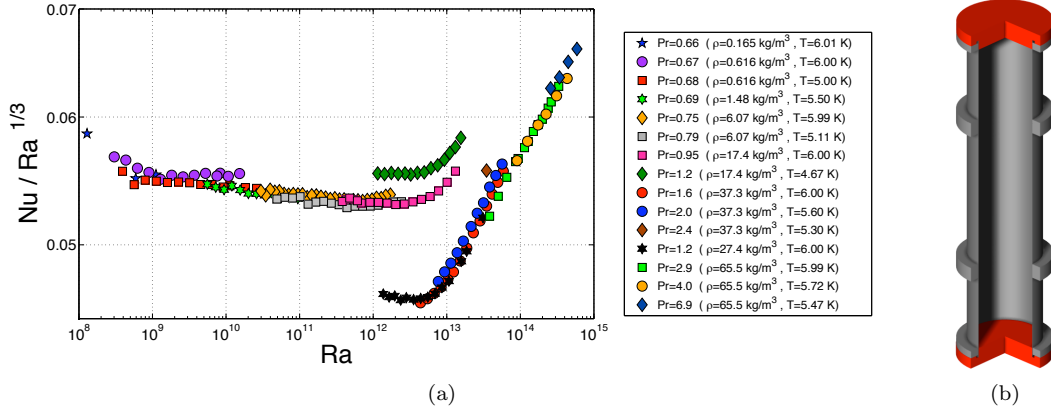 0.07
0.06
0.05
Nu / Ra 1/3
10^8 10^9 10^10 10^11 10^12 10^13 10^14 10^15
Ra
Pr=0.66 ( ρ=0.165 kg/m^3 , T=6.01 K)
Pr=0.67 ( ρ=0.616 kg/m^3 , T=6.00 K)
Pr=0.68 ( ρ=0.616 kg/m^3 , T=5.00 K)
Pr=0.69 ( ρ=1.48 kg/m^3 , T=5.50 K)
Pr=0.75 ( ρ=6.07 kg/m^3 , T=5.99 K)
Pr=0.79 ( ρ=6.07 kg/m^3 , T=5.11 K)
Pr=0.95 ( ρ=17.4 kg/m^3 , T=6.00 K)
Pr=1.2 ( ρ=17.4 kg/m^3 , T=4.67 K)
Pr=1.6 ( ρ=37.3 kg/m^3 , T=6.00 K)
Pr=2.0 ( ρ=37.3 kg/m^3 , T=5.60 K)
Pr=2.4 ( ρ=37.3 kg/m^3 , T=5.30 K)
Pr=1.2 ( ρ=27.4 kg/m^3 , T=6.00 K)
Pr=2.9 ( ρ=65.5 kg/m^3 , T=5.99 K)
Pr=4.0 ( ρ=65.5 kg/m^3 , T=5.72 K)
Pr=6.9 ( ρ=65.5 kg/m^3 , T=5.47 K)
(a)
(b)